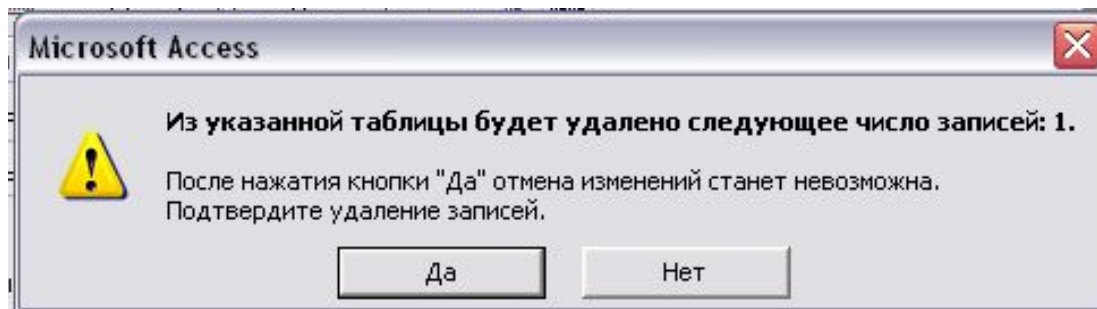 Microsoft Access
Из указанной таблицы будет удалено следующее число записей: 1.
После нажатия кнопки "Да" отмена изменений станет невозможна.
Подтвердите удаление записей.
Да
Нет